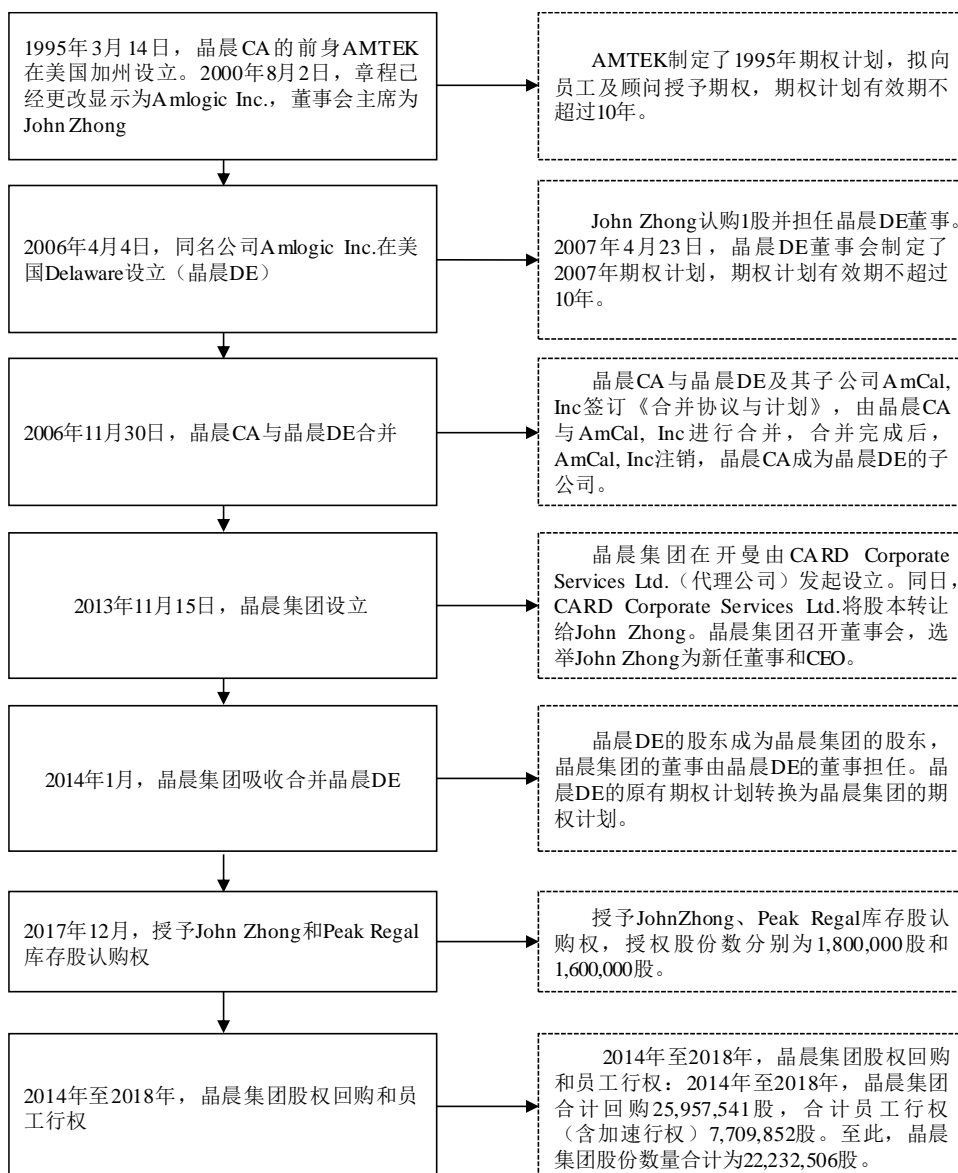 1995年3月14日，晶晨CA的前身AMTEK
在美国加州设立。2000年8月2日，章程已
经更改显示为Amlogic Inc.，董事会主席为
John Zhong
AMTEK制定了1995年期权计划，拟向
员工及顾问授予期权，期权计划有效期不
超过10年。
2006年4月4日，同名公司Amlogic Inc.在美
国Delaware设立（晶晨DE）
John Zhong认购1股并担任晶晨DE董事。
2007年4月23日，晶晨DE董事会制定了
2007年期权计划，期权计划有效期不超过
10年。
2006年11月30日，晶晨CA与晶晨DE合并
晶晨CA与晶晨DE及其子公司AmCal,
Inc签订《合并协议与计划》，由晶晨CA
与AmCal, Inc进行合并，合并完成后，
AmCal, Inc注销，晶晨CA成为晶晨DE的子
公司。
2013年11月15日，晶晨集团设立
晶晨集团在开曼由CARD Corporate
Services Ltd.（代理公司）发起设立。同日，
CARD Corporate Services Ltd.将股本转让
给John Zhong。晶晨集团召开董事会，选
举John Zhong为新任董事和CEO。
2014年1月，晶晨集团吸收合并晶晨DE
晶晨DE的股东成为晶晨集团的股东，
晶晨集团的董事由晶晨DE的董事担任。晶
晨DE的原有期权计划转换为晶晨集团的期
权计划。
2017年12月，授予John Zhong和Peak Regal
库存股认购权
授予JohnZhong、Peak Regal库存股认
购权，授权股份数分别为1,800,000股和
1,600,000股。
2014年至2018年，晶晨集团股权回购和员
工行权
2014年至2018年，晶晨集团股权回购
和员工行权：2014年至2018年，晶晨集团
合计回购25,957,541股，合计员工行权
（含加速行权）7,709,852股。至此，晶晨
集团股份数量合计为22,232,506股。